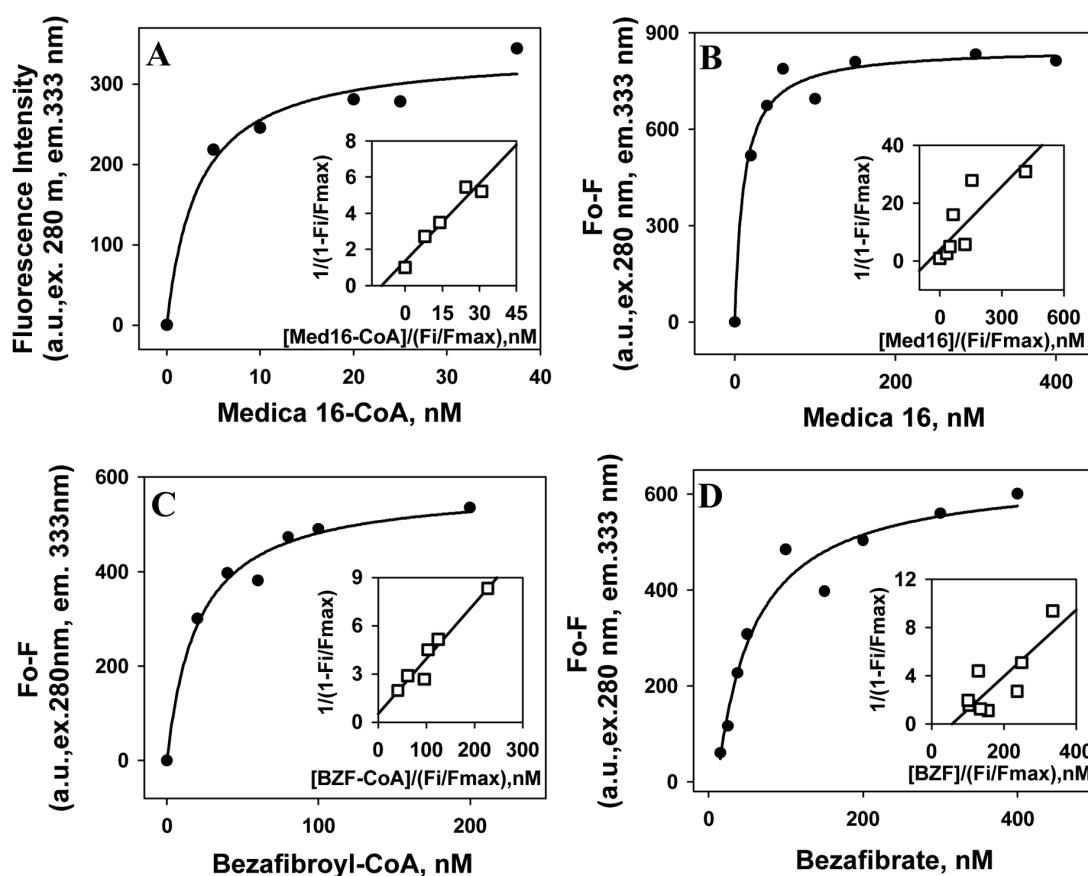 A
Fluorescence Intensity
(a.u.,ex. 280 m, em.333 nm)
300
200
100
0
0
10
20
30
40
Medica 16-CoA, nM
1/(1-Fi/Fmax)
8
6
4
2
0
0
15
30
45
[Med16-CoA]/(Fi/Fmax),nM
B
Fo-F
(a.u.,ex.280 nm, em.333 nm)
900
600
300
0
0
200
400
Medica 16, nM
1/(1-Fi/Fmax)
40
20
0
0
300
600
[Med16]/(Fi/Fmax),nM
C
Fo-F
(a.u.,ex.280nm, em. 333nm)
600
400
200
0
0
100
200
Bezafibroyl-CoA, nM
1/(1-Fi/Fmax)
9
6
3
0
0
100
200
300
[BZF-CoA]/(Fi/Fmax),nM
D
Fo-F
(a.u.,ex.280 nm, em.333 nm)
600
400
200
0
0
200
400
Bezafibrate, nM
1/(1-Fi/Fmax)
12
8
4
0
0
200
400
[BZF]/(Fi/Fmax),nM